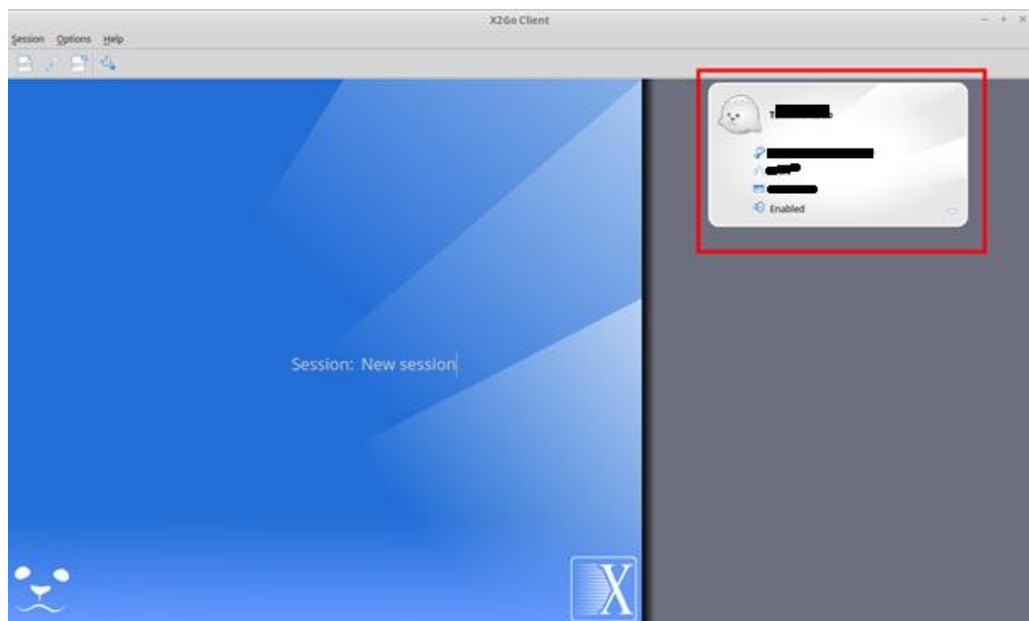 X2Go Client
Session Options Help
Session: New session
Enabled
X